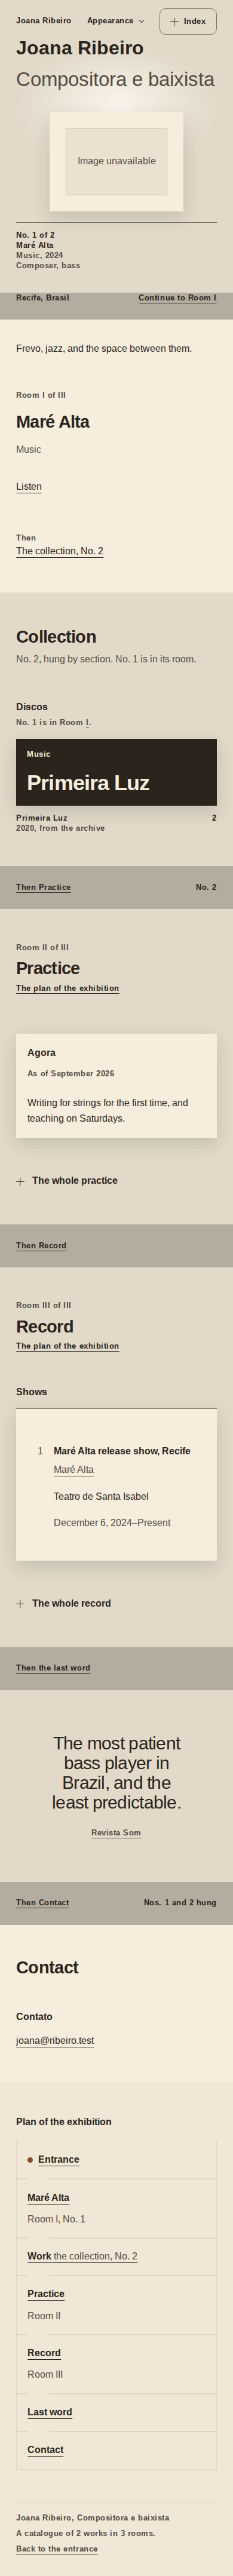 Joana Ribeiro Appearance Index
Joana Ribeiro
Compositora e baixista
Image unavailable
No. 1 of 2
Maré Alta
Music, 2024
Composer, bass
Recife, Brasil Continue to Room I
Frevo, jazz, and the space between them.
Room I of III
Maré Alta
Music
Listen
Then
The collection, No. 2
Collection
No. 2, hung by section. No. 1 is in its room.
Discos
No. 1 is in Room I.
Music
Primeira Luz
Primeira Luz 2
2020, from the archive
Then Practice No. 2
Room II of III
Practice
The plan of the exhibition
Agora
As of September 2026
Writing for strings for the first time, and
teaching on Saturdays.
The whole practice
Then Record
Room III of III
Record
The plan of the exhibition
Shows
1 Maré Alta release show, Recife
Maré Alta
Teatro de Santa Isabel
December 6, 2024–Present
The whole record
Then the last word
The most patient
bass player in
Brazil, and the
least predictable.
Revista Som
Then Contact Nos. 1 and 2 hung
Contact
Contato
joana@ribeiro.test
Plan of the exhibition
Entrance
Maré Alta
Room I, No. 1
Work the collection, No. 2
Practice
Room II
Record
Room III
Last word
Contact
Joana Ribeiro, Compositora e baixista
A catalogue of 2 works in 3 rooms.
Back to the entrance